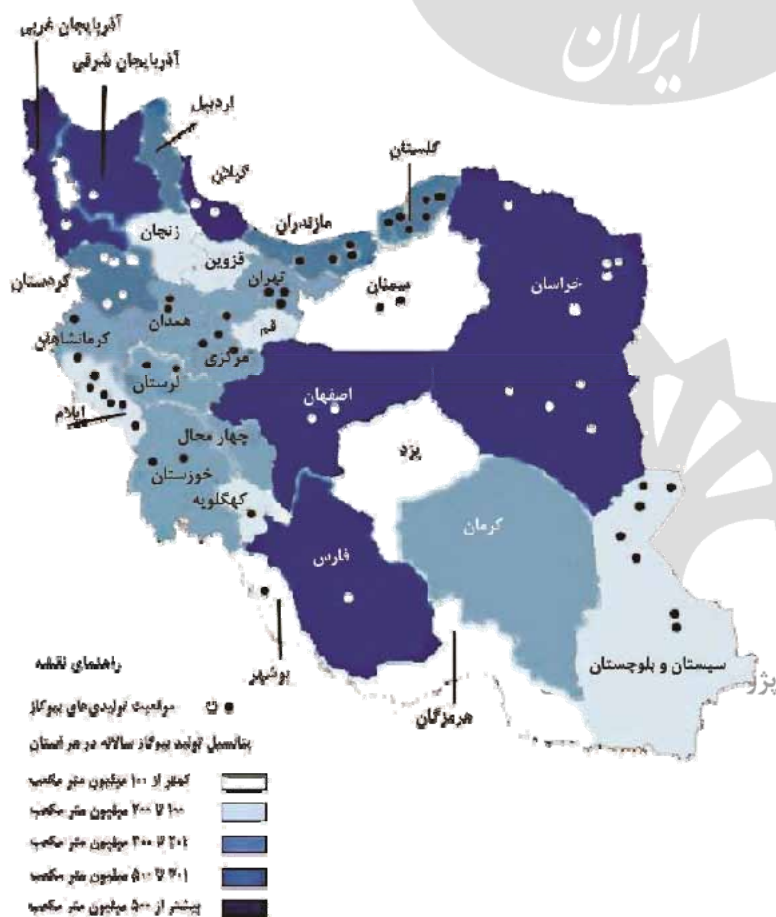 ایران
آذربایجان غربی
آذربایجان شرقی
اردبیل
گیلان
گلستان
مازندران
زنجان
قزوین
کردستان
تهران
سمنان
خراسان
همدان
قم
کرمانشاهان
مرکزی
لرستان
اصفهان
ایلام
چهار محال
یزد
خوزستان
کهگلویه
کرمان
فارس
سیستان و بلوچستان
بوشهر
هرمزگان
پژو
راهنمای نقشه
موقعیت تولیدی‌های بیوگاز
پتانسیل تولید بیوگاز سالانه در هر استان
کمتر از ۱۰۰ میلیون متر مکعب
۱۰۰ تا ۲۰۰ میلیون متر مکعب
۲۰۱ تا ۳۰۰ میلیون متر مکعب
۳۰۱ تا ۵۰۰ میلیون متر مکعب
بیشتر از ۵۰۰ میلیون متر مکعب